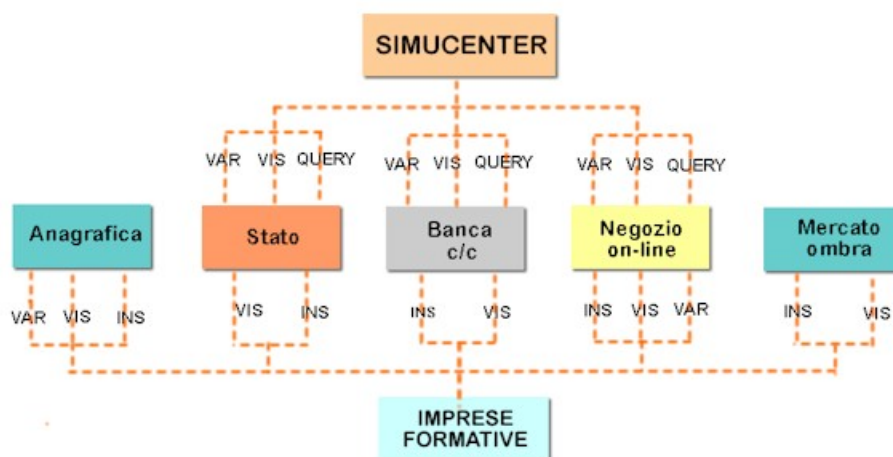 SIMUCENTER
VAR VIS QUERY VAR VIS QUERY VAR VIS QUERY
Anagrafica
Stato
Banca
c/c
Negozio
on-line
Mercato
ombra
VAR VIS INS VIS INS INS VIS INS VIS VAR INS VIS
IMPRESE
FORMATIVE